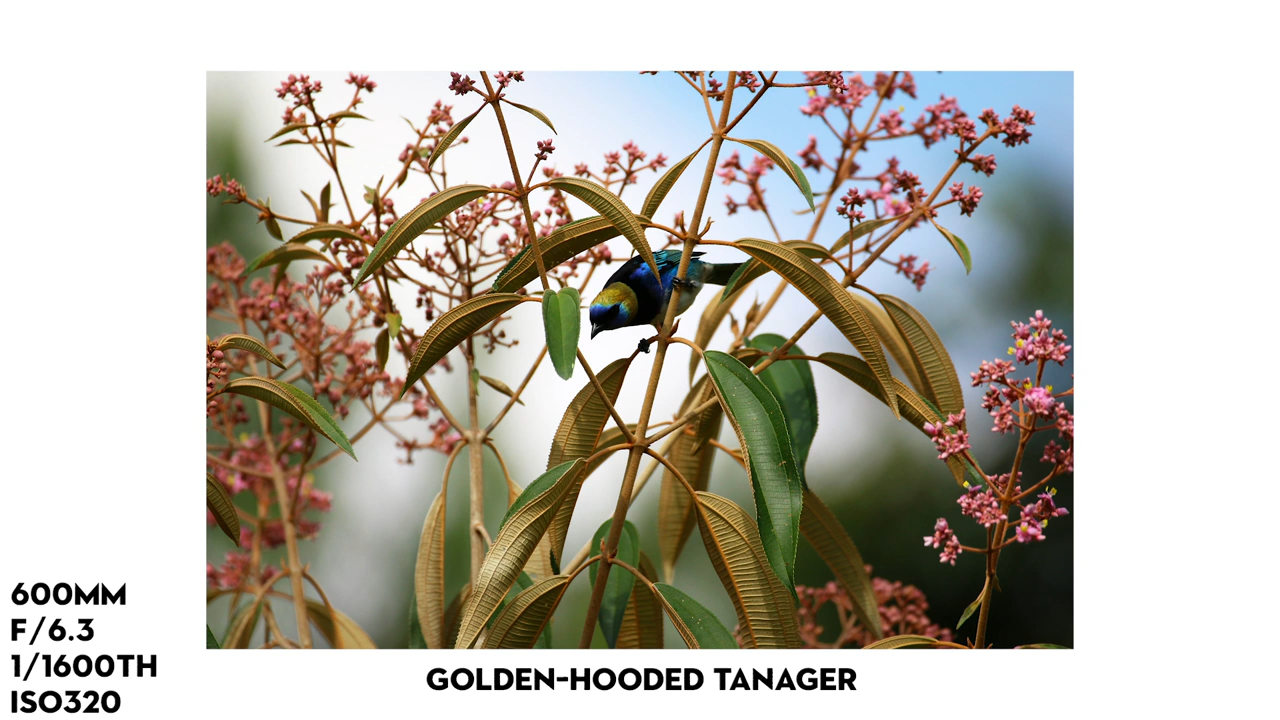 600MM
F/6.3
1/1600TH
ISO320
GOLDEN-HOODED TANAGER